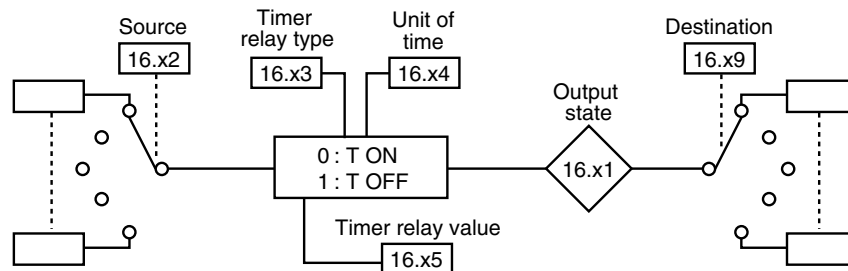 Timer
relay type
Unit of
time
Source
Destination
16.x2
16.x3
16.x4
16.x9
Output
state
0 : T ON
1 : T OFF
16.x1
Timer relay value
16.x5